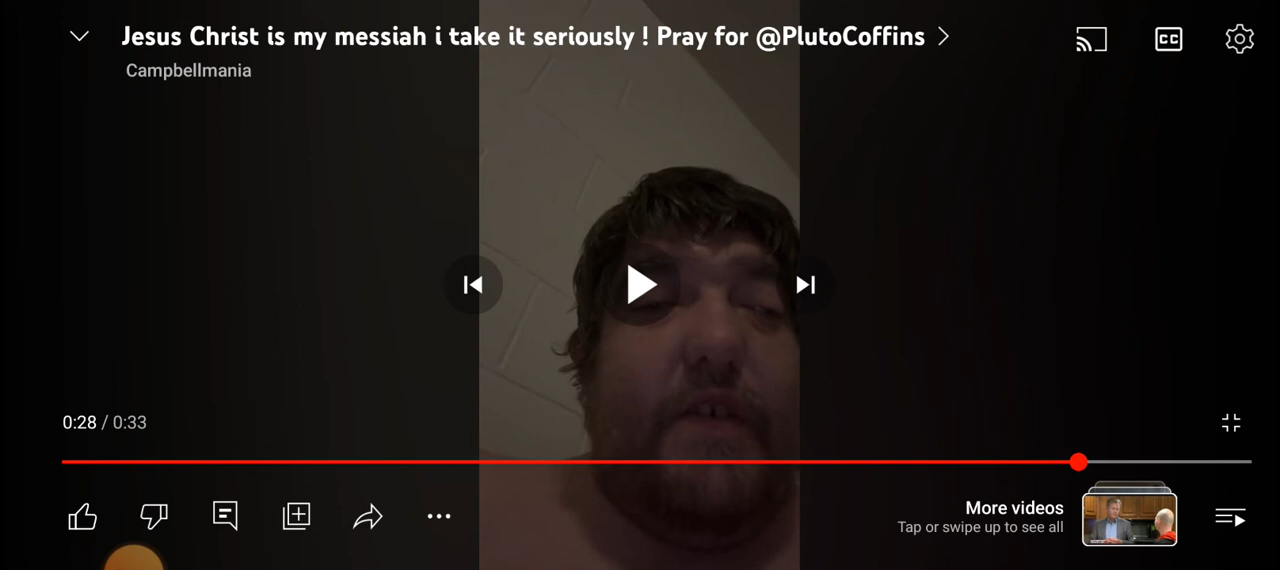 Jesus Christ is my messiah i take it seriously ! Pray for @PlutoCoffins
Campbellmania
CC
0:28 / 0:33
More videos
Tap or swipe up to see all